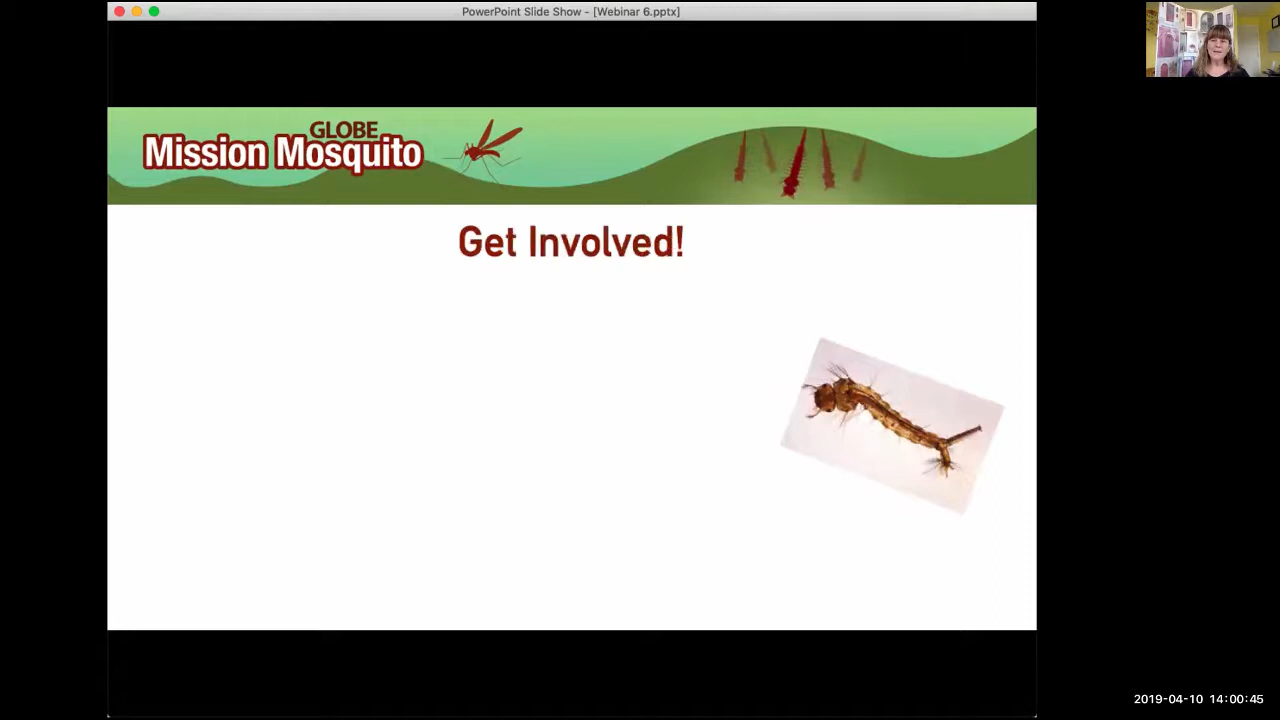 PowerPoint Slide Show - [Webinar 6.pptx]
GLOBE
Mission Mosquito
Get Involved!
2019-04-10 14:00:45